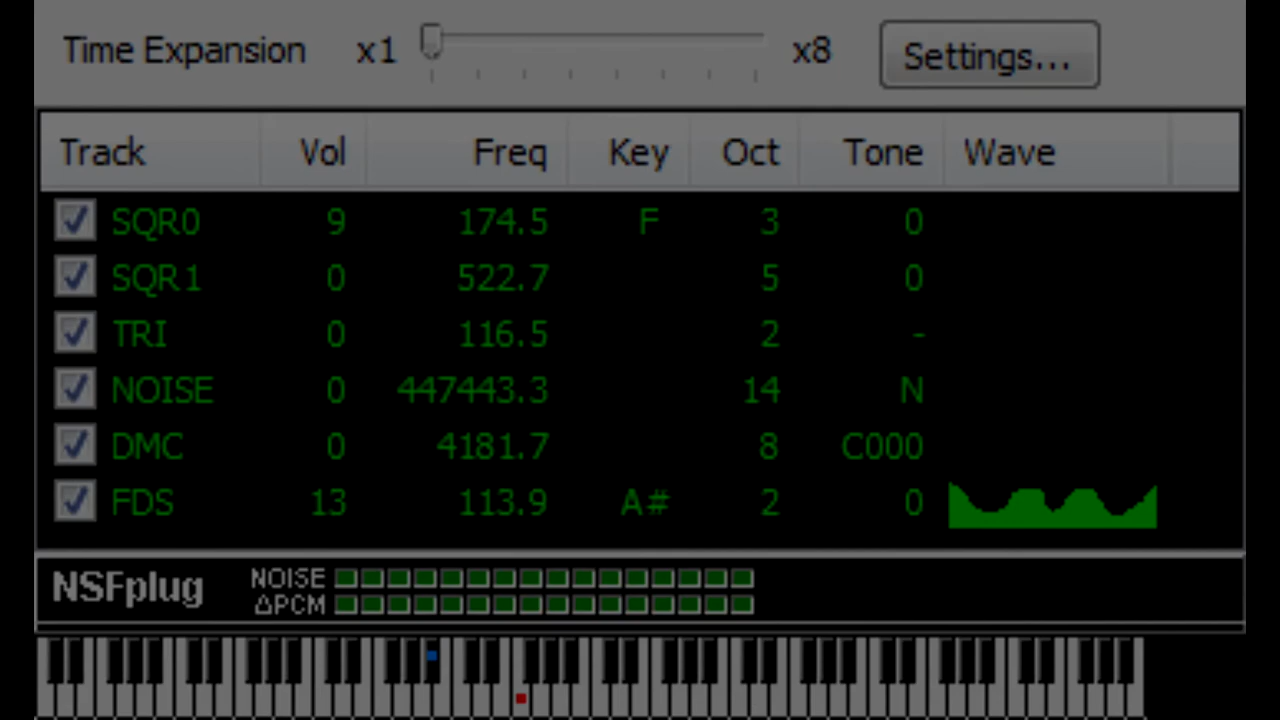 Time Expansion x1 x8 Settings...
Track Vol Freq Key Oct Tone Wave
SQR0 9 174.5 F 3 0
SQR1 0 522.7 5 0
TRI 0 116.5 2 -
NOISE 0 447443.3 14 N
DMC 0 4181.7 8 C000
FDS 13 113.9 A# 2 0
NSFplug NOISE
ΔPCM